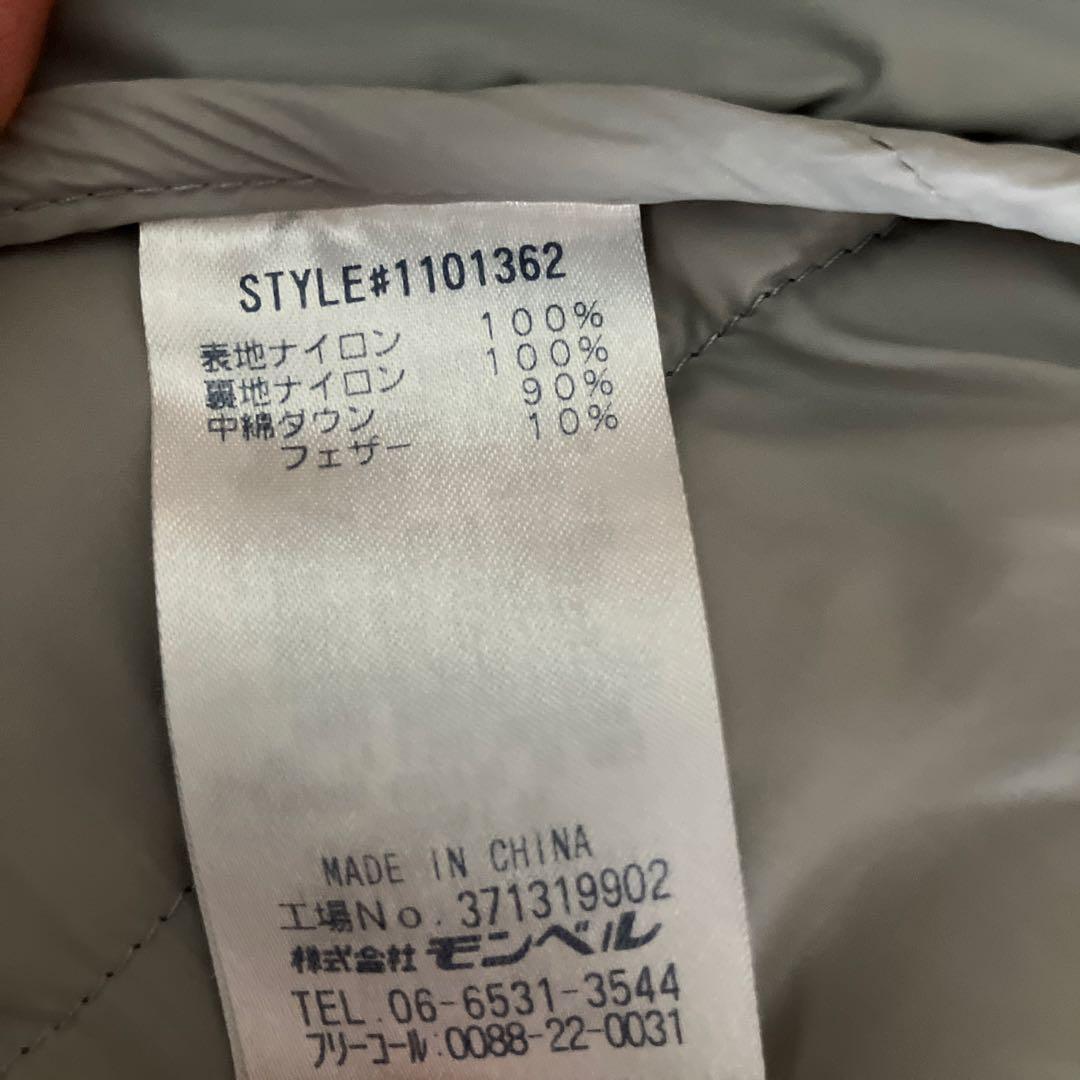 STYLE#1101362
表地ナイロン 100%
裏地ナイロン 100%
中綿ダウン 90%
フェザー 10%
MADE IN CHINA
工場No. 371319902
株式会社 モンベル
TEL. 06-6531-3544
フリーコール:0088-22-0031